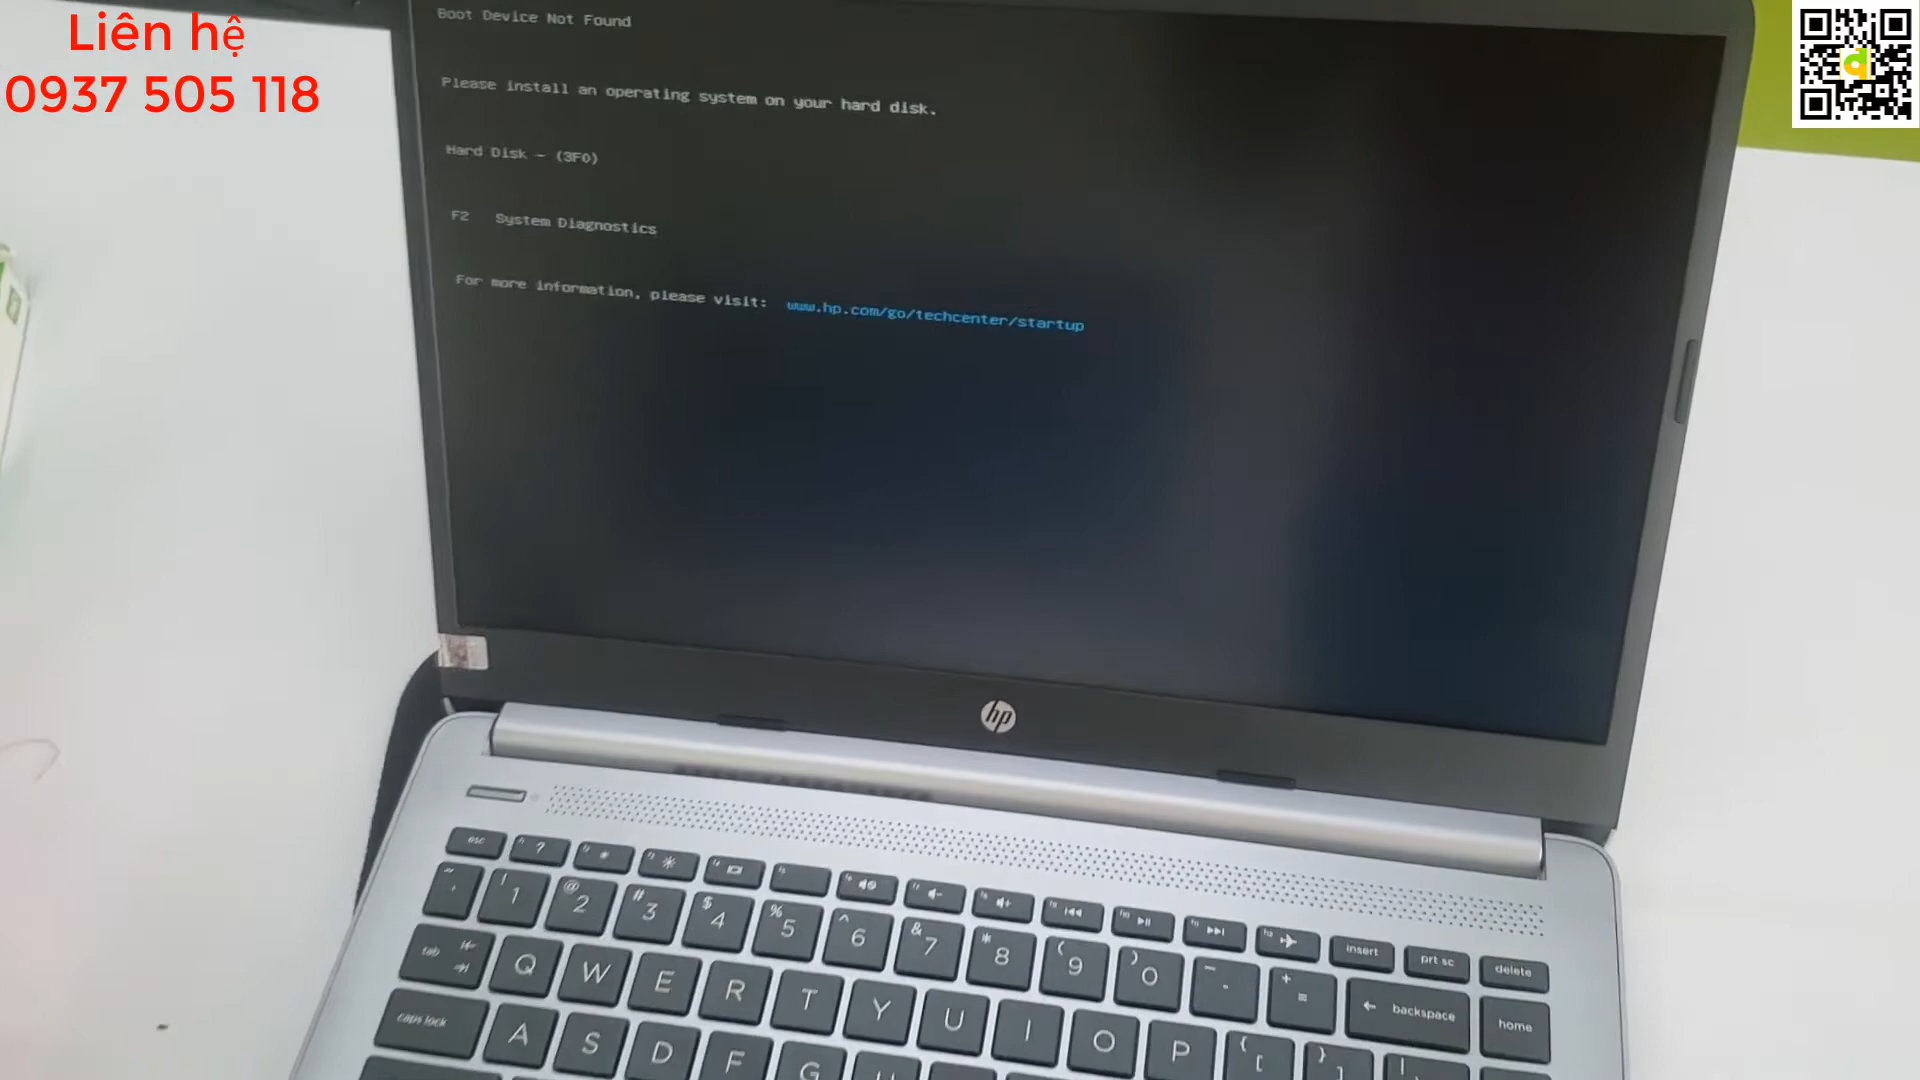 Liên hệ
0937 505 118
Boot Device Not Found
Please install an operating system on your hard disk.
Hard Disk - (3F0)
F2 System Diagnostics
For more information, please visit: www.hp.com/go/techcenter/startup
hp
esc ? insert prt sc delete
~ ! 1 @ 2 # 3 $ 4 % 5 ^ 6 & 7 * 8 ( 9 ) 0 - + = backspace home
tab Q W E R T Y U I O P { [ } ]
caps lock A S D F G